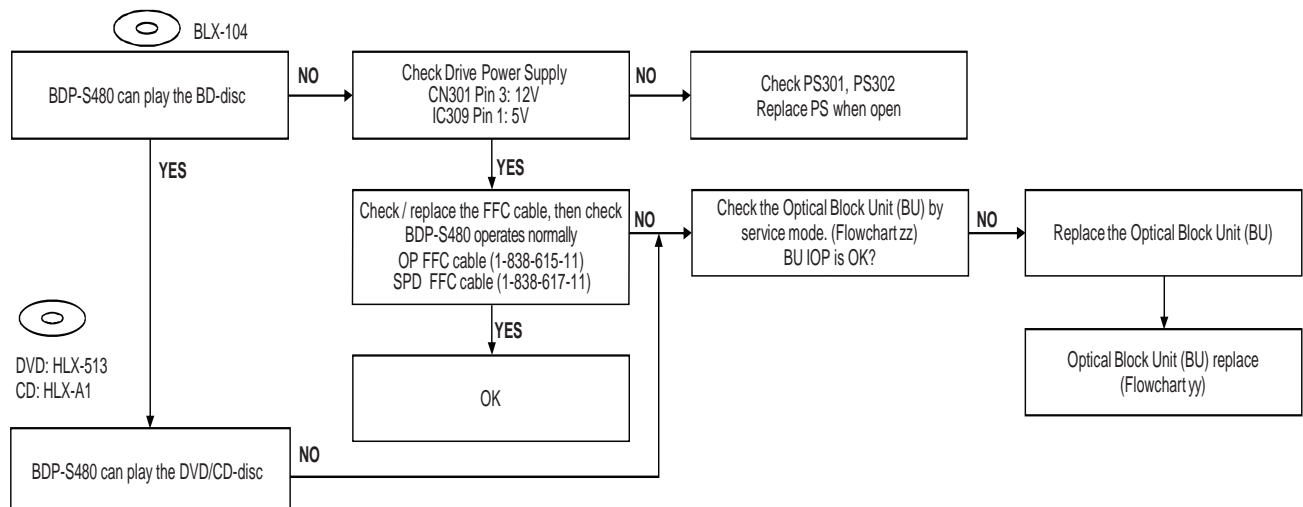 BLX-104
BDP-S480 can play the BD-disc
NO
Check Drive Power Supply
CN301 Pin 3: 12V
IC309 Pin 1: 5V
NO
Check PS301, PS302
Replace PS when open
YES
YES
Check / replace the FFC cable, then check
BDP-S480 operates normally
OP FFC cable (1-838-615-11)
SPD FFC cable (1-838-617-11)
NO
Check the Optical Block Unit (BU) by
service mode. (Flowchart zz)
BU IOP is OK?
NO
Replace the Optical Block Unit (BU)
YES
OK
Optical Block Unit (BU) replace
(Flowchart yy)
DVD: HLX-513
CD: HLX-A1
BDP-S480 can play the DVD/CD-disc
NO